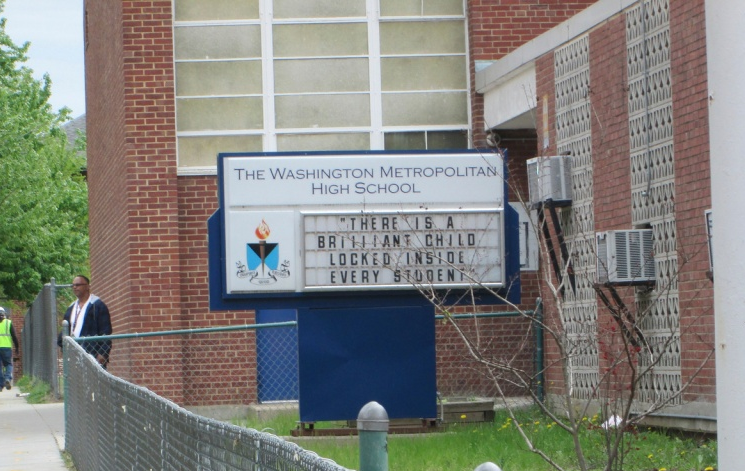 THE WASHINGTON METROPOLITAN
HIGH SCHOOL
"THERE IS A
BRILLIANT CHILD
LOCKED INSIDE
EVERY STUDENT